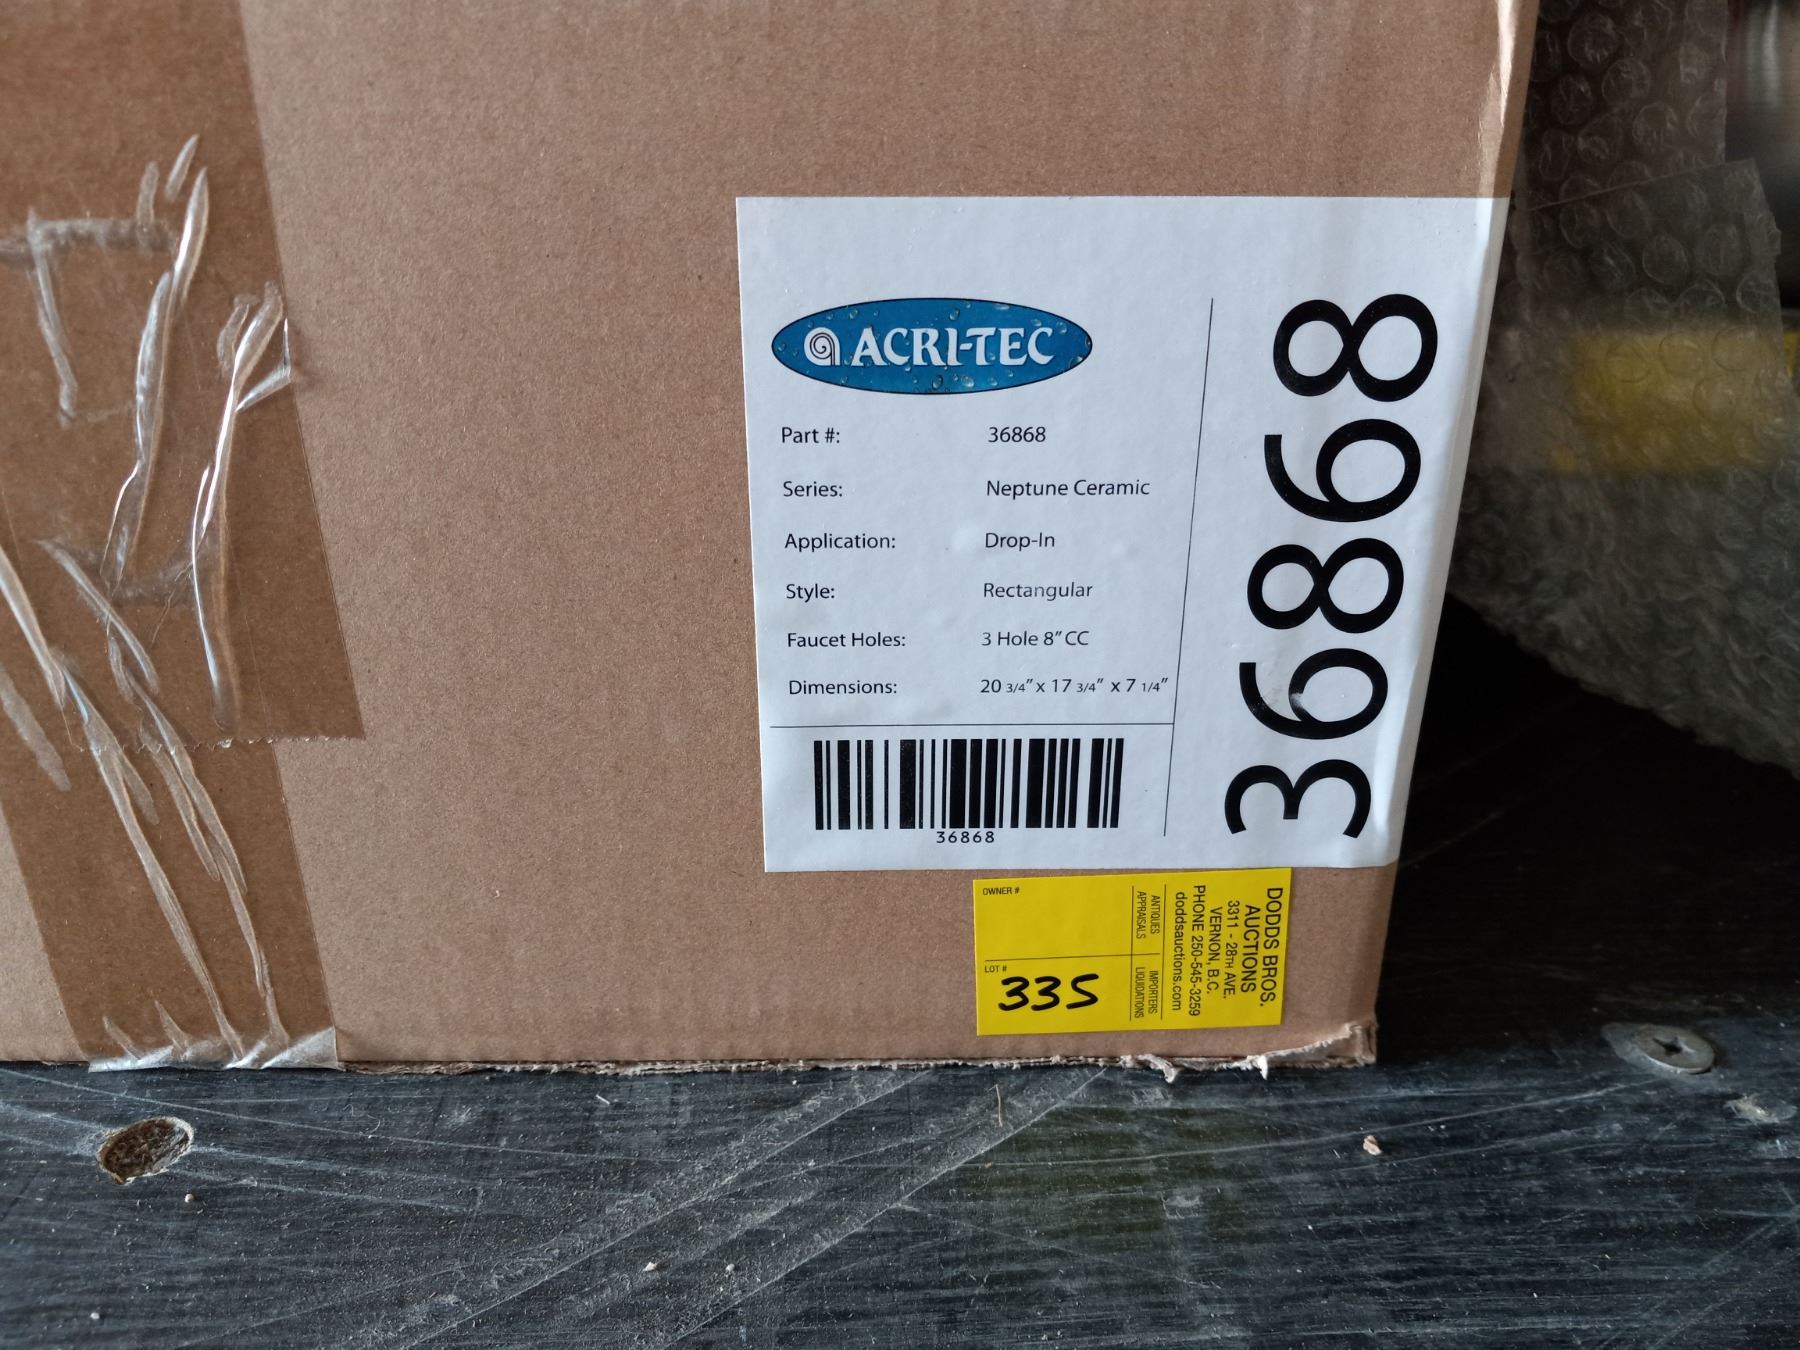 ACRI-TEC
Part #: 36868
Series: Neptune Ceramic
Application: Drop-In
Style: Rectangular
Faucet Holes: 3 Hole 8" CC
Dimensions: 20 3/4" x 17 3/4" x 7 1/4"
36868
36868
OWNER #
LOT #
335
DODDS BROS.
AUCTIONS
3311 - 28TH AVE.
VERNON, B.C.
PHONE 250-545-3259
doddsauctions.com
ANTIQUES
APPRAISALS
IMPORTERS
LIQUIDATIONS